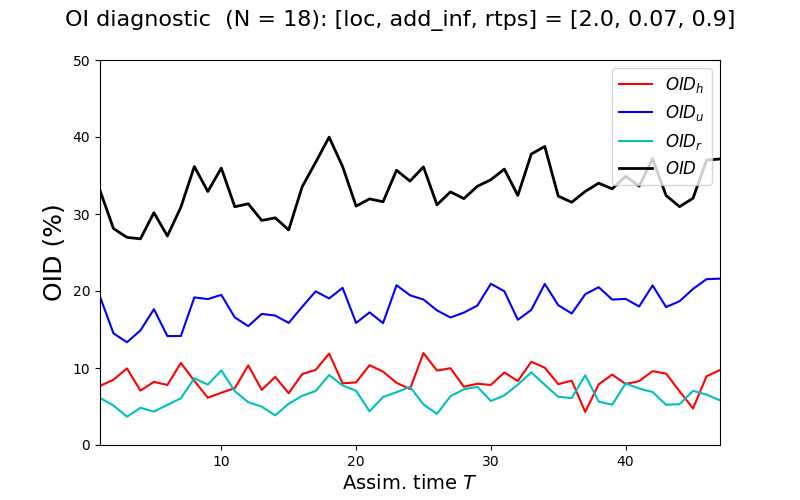 OI diagnostic (N = 18): [loc, add_inf, rtps] = [2.0, 0.07, 0.9]
50
40
30
20
10
0
OID (%)
OID_h
OID_u
OID_r
OID
10
20
30
40
Assim. time T